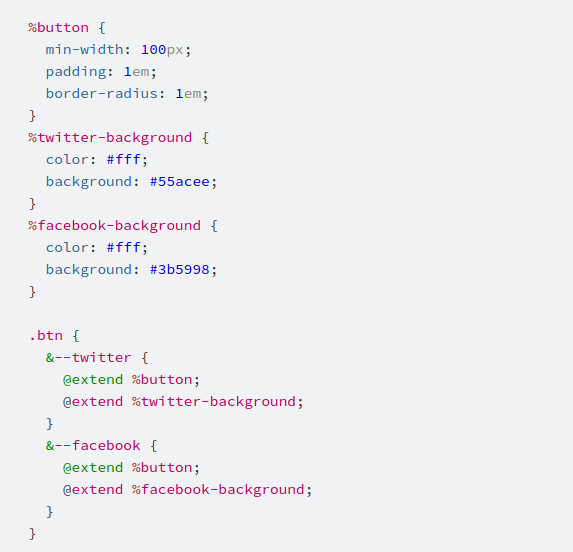 %button {
  min-width: 100px;
  padding: 1em;
  border-radius: 1em;
}
%twitter-background {
  color: #fff;
  background: #55acee;
}
%facebook-background {
  color: #fff;
  background: #3b5998;
}

.btn {
  &--twitter {
    @extend %button;
    @extend %twitter-background;
  }
  &--facebook {
    @extend %button;
    @extend %facebook-background;
  }
}